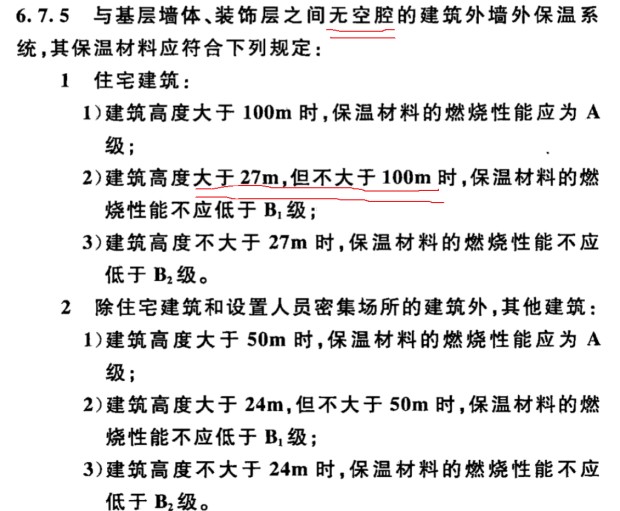 6.7.5 与基层墙体、装饰层之间无空腔的建筑外墙外保温系
统,其保温材料应符合下列规定:
1 住宅建筑:
1)建筑高度大于 100m 时,保温材料的燃烧性能应为 A
级;
2)建筑高度大于 27m,但不大于 100m 时,保温材料的燃
烧性能不应低于 B₁ 级;
3)建筑高度不大于 27m 时,保温材料的燃烧性能不应
低于 B₂ 级。
2 除住宅建筑和设置人员密集场所的建筑外,其他建筑:
1)建筑高度大于 50m 时,保温材料的燃烧性能应为 A
级;
2)建筑高度大于 24m,但不大于 50m 时,保温材料的燃
烧性能不应低于 B₁ 级;
3)建筑高度不大于 24m 时,保温材料的燃烧性能不应
低于 B₂ 级。